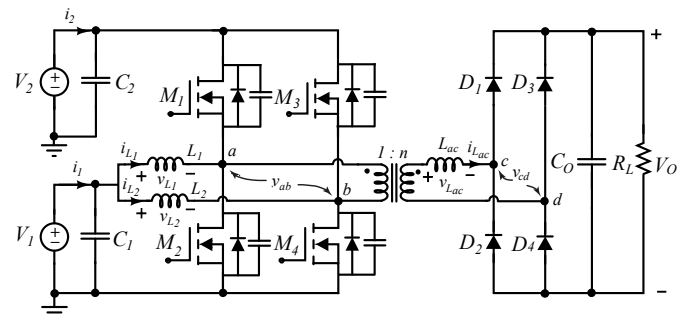 i2
V2
+
−
C2
M1
M3
iL1
L1
a
+
vL1
−
i1
iL2
L2
+
vL2
−
vab
b
1 : n
Lac
iLac
+
vLac
−
c
vcd
d
V1
+
−
C1
M2
M4
D1
D3
D2
D4
CO
RL
VO
+
−